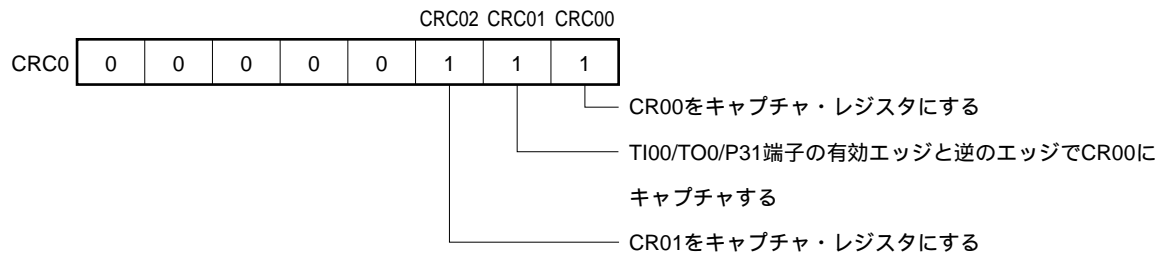 CRC02 CRC01 CRC00
CRC0 0 0 0 0 0 1 1 1
CR00をキャプチャ・レジスタにする
TI00/TO0/P31端子の有効エッジと逆のエッジでCR00に
キャプチャする
CR01をキャプチャ・レジスタにする